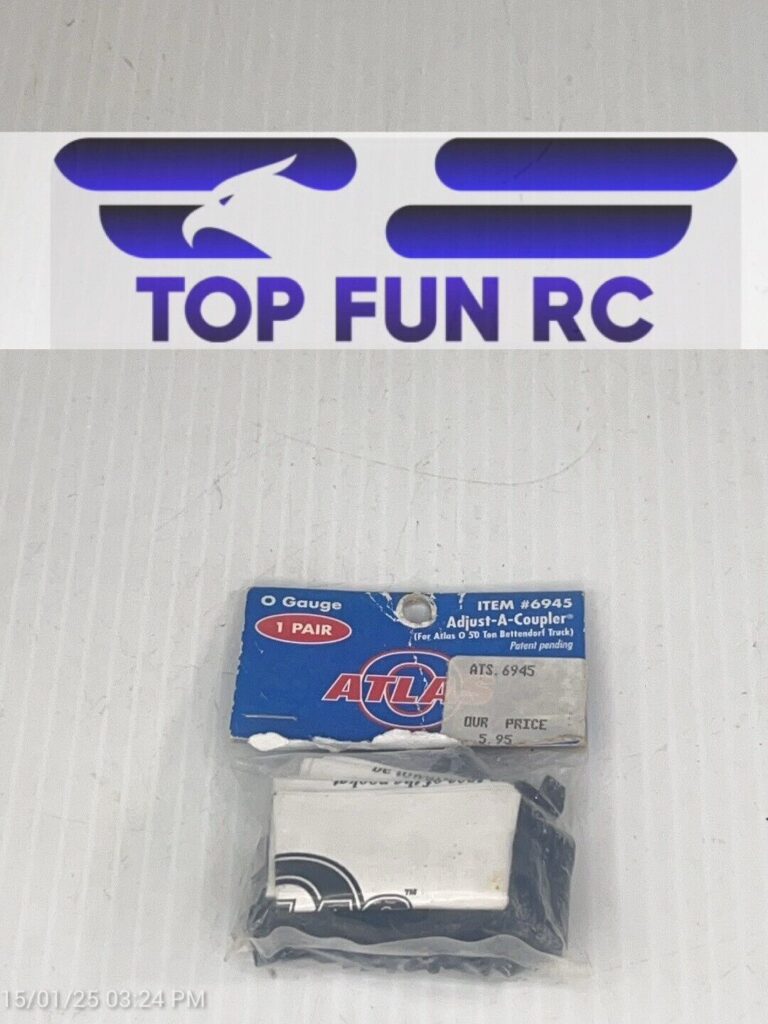 TOP FUN RC
O Gauge
1 PAIR
ITEM #6945
Adjust-A-Coupler®
(For Atlas O 50 Ton Bettendorf Truck)
Patent pending
ATLAS
ATS. 6945
OUR PRICE
5.95
TM
15/01/25 03:24 PM